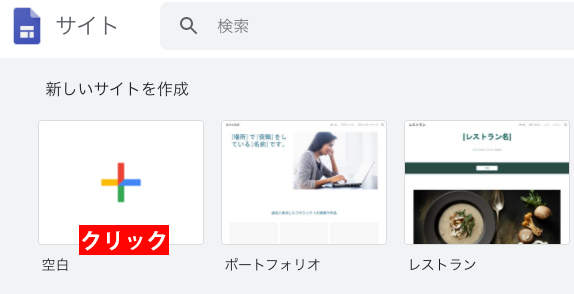 サイト
検索
新しいサイトを作成
[場所]で[役職]をし
ている[名前]です。
[レストラン名]
クリック
空白
ポートフォリオ
レストラン